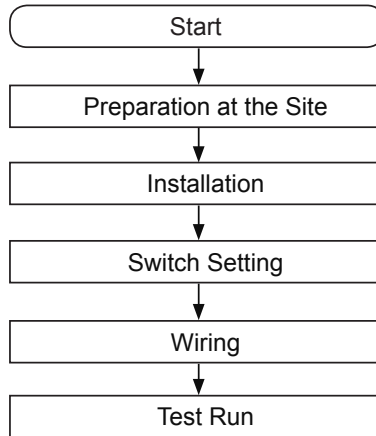 Start
Preparation at the Site
Installation
Switch Setting
Wiring
Test Run